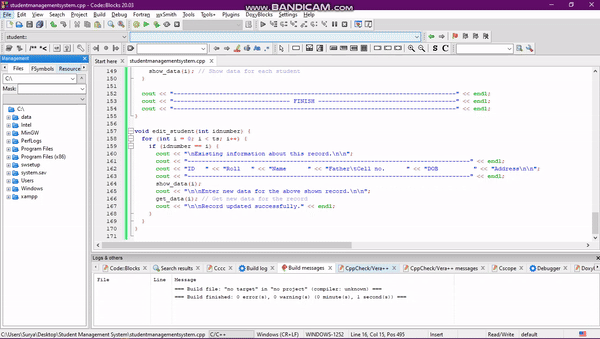 www.BANDICAM.com
studentmanagementsystem.cpp - Code::Blocks 20.03
File Edit View Search Project Build Debug Fortran wxSmith Tools Tools+ Plugins DoxyBlocks Settings Help
student::
Management
Files FSymbols Resource
C:\
Mask:
C:\
data
Intel
MinGW
PerfLogs
Program Files
Program Files (x86)
swsetup
system.sav
Users
Windows
xampp
Start here studentmanagementsystem.cpp
149 show_data(i); // Show data for each student
150 }
151
152 cout << "--------------------------------------------------------------------------------" << endl;
153 cout << "--------------------------------- FINISH ---------------------------------------" << endl;
154 cout << "--------------------------------------------------------------------------------" << endl;
155 }
156
157 void edit_student(int idnumber) {
158 for (int i = 0; i < ts; i++) {
159 if (idnumber == i) {
160 cout << "\nExisting information about this record.\n\n";
161 cout << "--------------------------------------------------------------------------------" << endl;
162 cout << "ID " << "Roll " << "Name " << "Father\tCell no. " << "DOB " << "Address\n\n";
163 cout << "--------------------------------------------------------------------------------" << endl;
164 show_data(i);
165 cout << "\n\nEnter new data for the above shown record.\n\n";
166 get_data(i); // Get new data for the record
167 cout << "\n\nRecord updated successfully." << endl;
168 }
169 }
170 }
171
Logs & others
Code::Blocks Search results Cccc Build log Build messages CppCheck/Vera++ CppCheck/Vera++ messages Cscope Debugger DoxyBl
File Line Message
=== Build file: "no target" in "no project" (compiler: unknown) ===
=== Build finished: 0 error(s), 0 warning(s) (0 minute(s), 1 second(s)) ===
C:\Users\Surya\Desktop\Student Management System\studentmanagementsystem.cpp C/C++ Windows (CR+LF) WINDOWS-1252 Line 16, Col 15, Pos 495 Insert Read/Write default